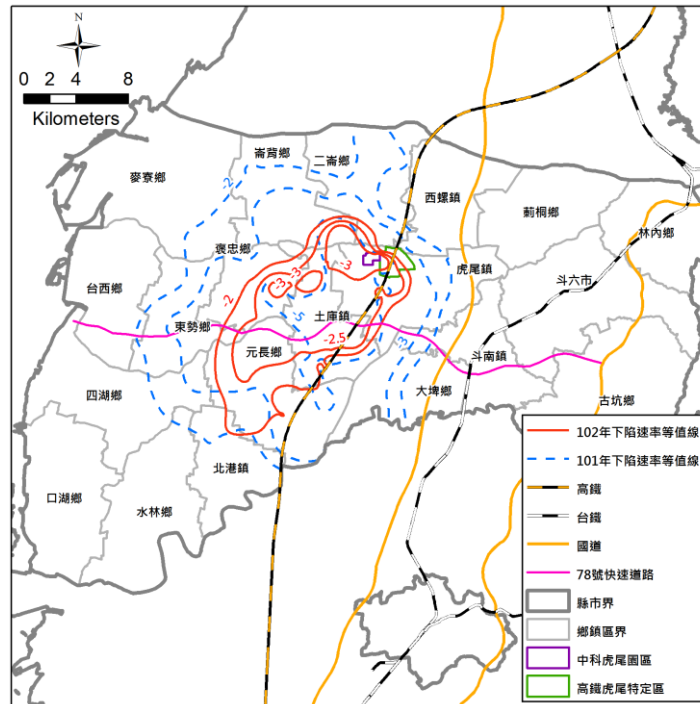 N
0 2 4 8
Kilometers
崙背鄉
二崙鄉
麥寮鄉
-2
西螺鎮
莿桐鄉
林內鄉
褒忠鄉
-3
虎尾鎮
台西鄉
-3
-3
斗六市
-2
-5
土庫鎮
東勢鄉
-2.5
-3
元長鄉
斗南鎮
四湖鄉
大埤鄉
古坑鄉
北港鎮
口湖鄉
水林鄉
102年下陷速率等值線
101年下陷速率等值線
高鐵
台鐵
國道
78號快速道路
縣市界
鄉鎮區界
中科虎尾園區
高鐵虎尾特定區